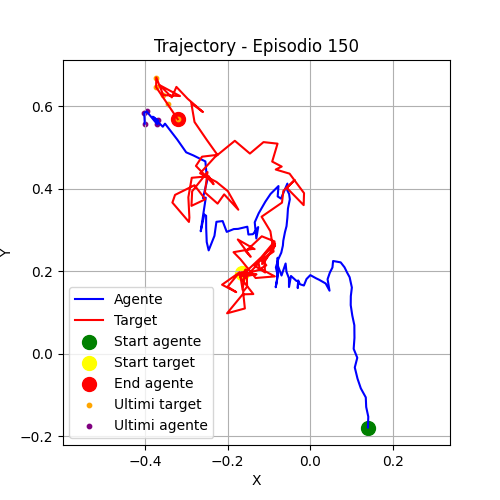 Trajectory - Episodio 150
Y
0.6
0.4
0.2
0.0
−0.2
−0.4
−0.2
0.0
0.2
X
Agente
Target
Start agente
Start target
End agente
Ultimi target
Ultimi agente